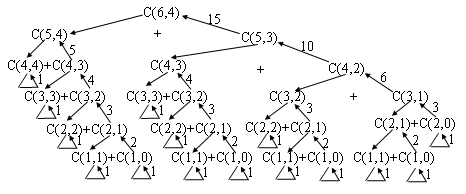 C(6,4)
15
C(5,4) + C(5,3)
5 10
C(4,4)+C(4,3) C(4,3) + C(4,2)
1 4 4 6
C(3,3)+C(3,2) C(3,3)+C(3,2) C(3,2) + C(3,1)
1 3 1 3 3 3
C(2,2)+C(2,1) C(2,2)+C(2,1) C(2,2)+C(2,1) C(2,1)+C(2,0)
1 2 1 2 1 2 2 1
C(1,1)+C(1,0) C(1,1)+C(1,0) C(1,1)+C(1,0) C(1,1)+C(1,0)
1 1 1 1 1 1 1 1